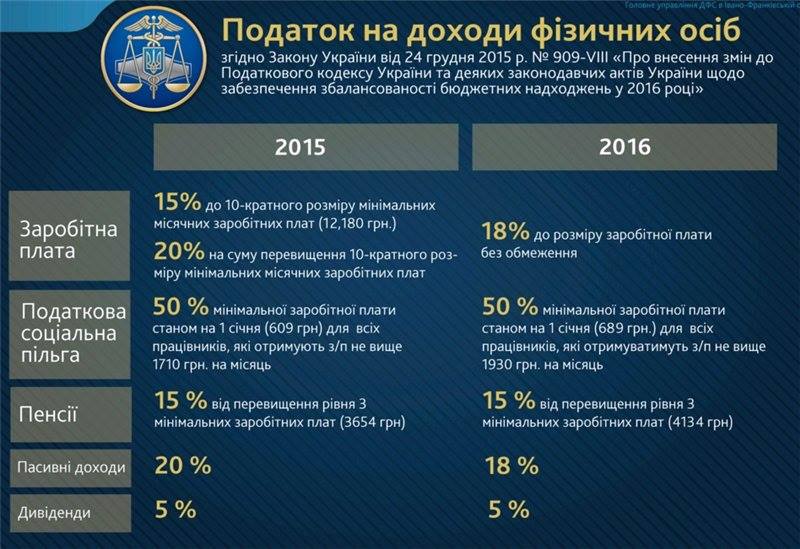 Головне управління ДФС в Івано-Франківській
Податок на доходи фізичних осіб
згідно Закону України від 24 грудня 2015 р. № 909-VIII «Про внесення змін до
Податкового кодексу України та деяких законодавчих актів України щодо
забезпечення збалансованості бюджетних надходжень у 2016 році»
2015
2016
Заробітна
плата
15% до 10-кратного розміру мінімальних
місячних заробітних плат (12,180 грн.)
20% на суму перевищення 10-кратного роз-
міру мінімальних місячних заробітних плат
18% до розміру заробітної плати
без обмеження
Податкова
соціальна
пільга
50 % мінімальної заробітної плати
станом на 1 січня (609 грн) для всіх
працівників, які отримують з/п не вище
1710 грн. на місяць
50 % мінімальної заробітної плати
станом на 1 січня (689 грн.) для всіх
працівників, які отримуватимуть з/п не вище
1930 грн. на місяць
Пенсії
15 % від перевищення рівня 3
мінімальних заробітних плат (3654 грн)
15 % від перевищення рівня 3
мінімальних заробітних плат (4134 грн)
Пасивні доходи
20 %
18 %
Дивіденди
5 %
5 %